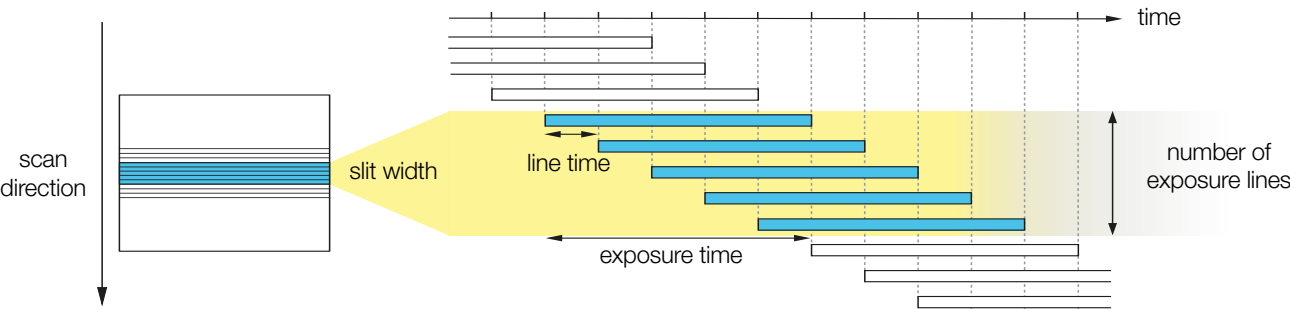 time
scan
direction
slit width
line time
number of
exposure lines
exposure time